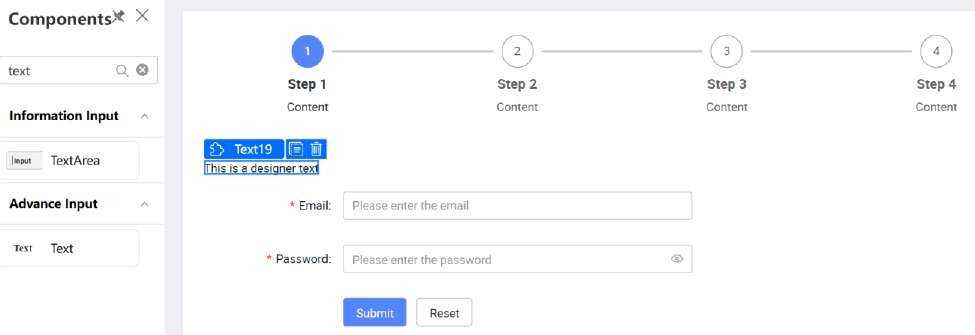 Components
text
Information Input
Input TextArea
Advance Input
Text Text
1 2 3 4
Step 1 Step 2 Step 3 Step 4
Content Content Content Content
Text19
This is a designer text
* Email: Please enter the email
* Password: Please enter the password
Submit Reset